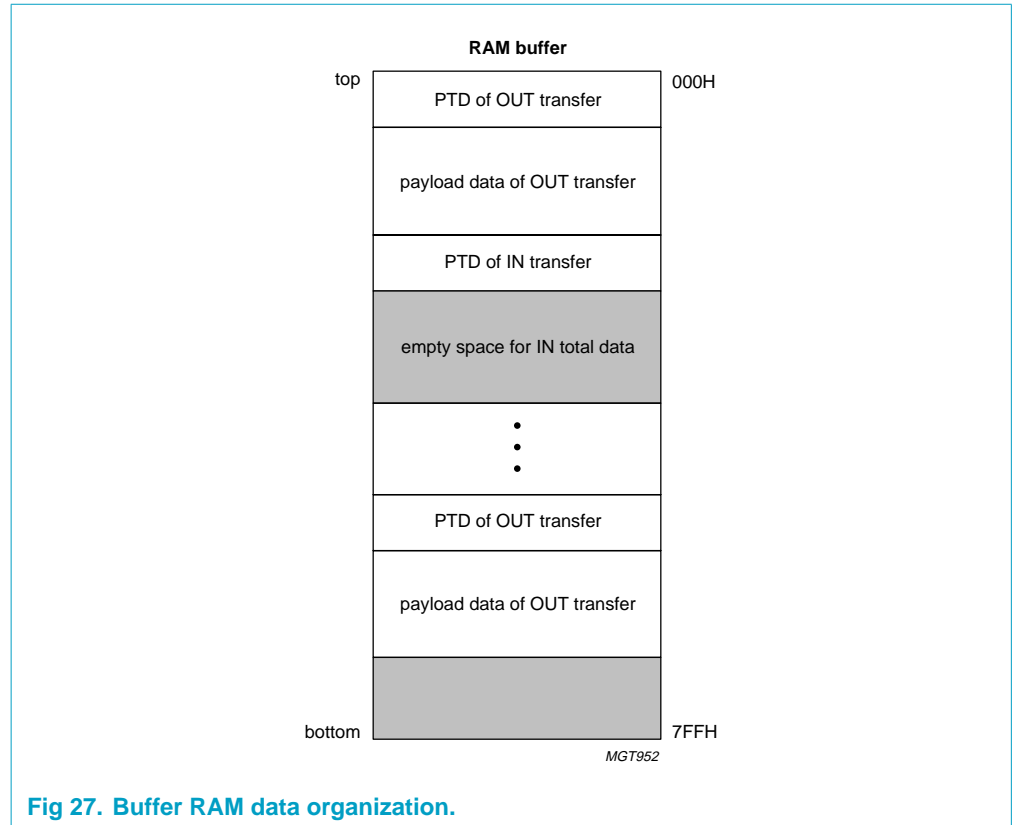 RAM buffer
top
000H
PTD of OUT transfer
payload data of OUT transfer
PTD of IN transfer
empty space for IN total data
PTD of OUT transfer
payload data of OUT transfer
bottom
7FFH
MGT952
Fig 27. Buffer RAM data organization.